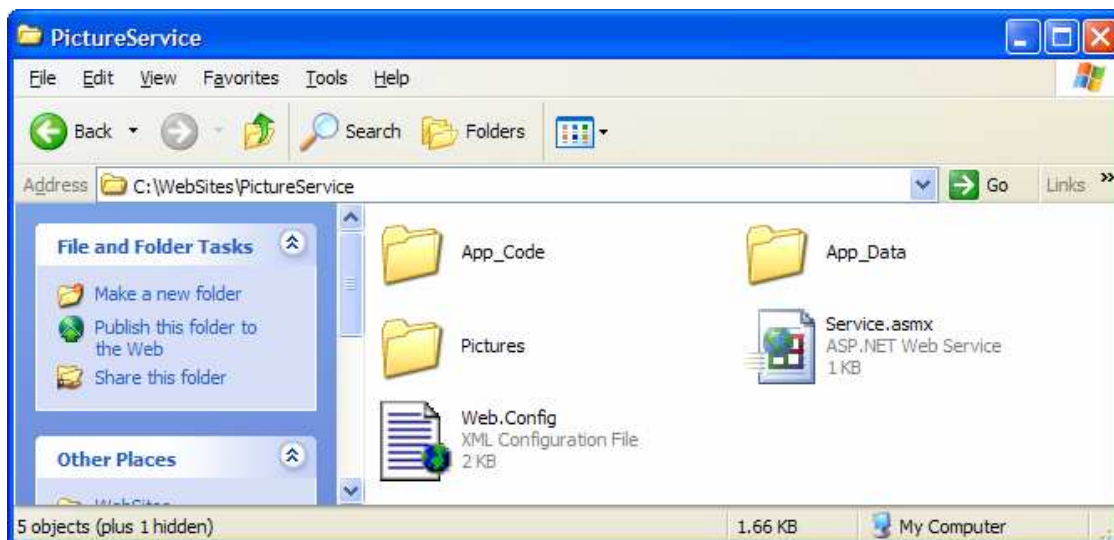 PictureService
File Edit View Favorites Tools Help
Back Search Folders
Address C:\WebSites\PictureService Go Links »
File and Folder Tasks
Make a new folder
Publish this folder to
the Web
Share this folder
Other Places
WebSites
App_Code
App_Data
Pictures
Service.asmx
ASP.NET Web Service
1 KB
Web.Config
XML Configuration File
2 KB
5 objects (plus 1 hidden) 1.66 KB My Computer